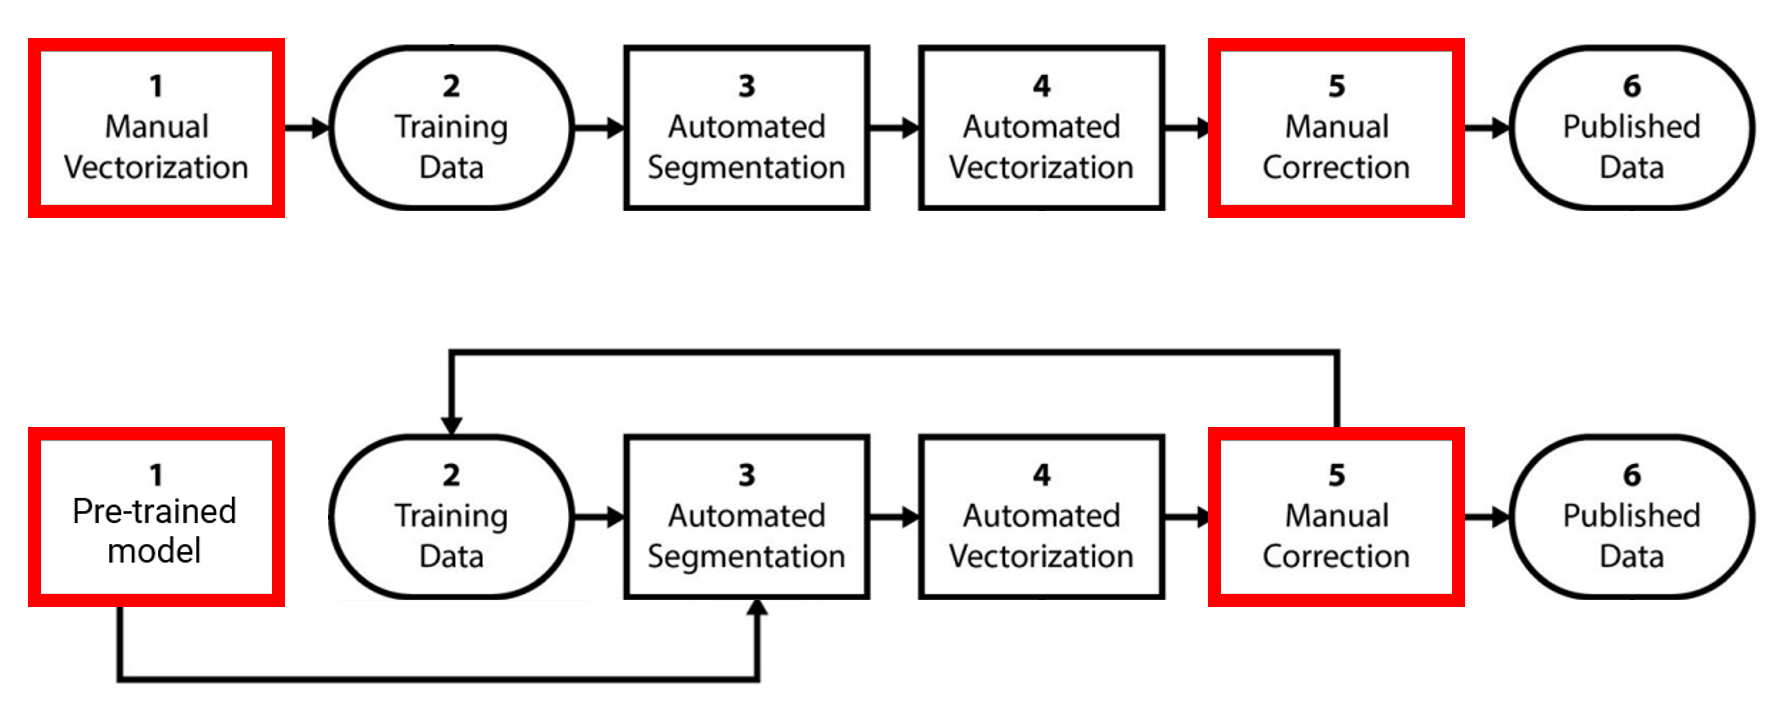 1
Manual
Vectorization
2
Training
Data
3
Automated
Segmentation
4
Automated
Vectorization
5
Manual
Correction
6
Published
Data
1
Pre-trained
model
2
Training
Data
3
Automated
Segmentation
4
Automated
Vectorization
5
Manual
Correction
6
Published
Data